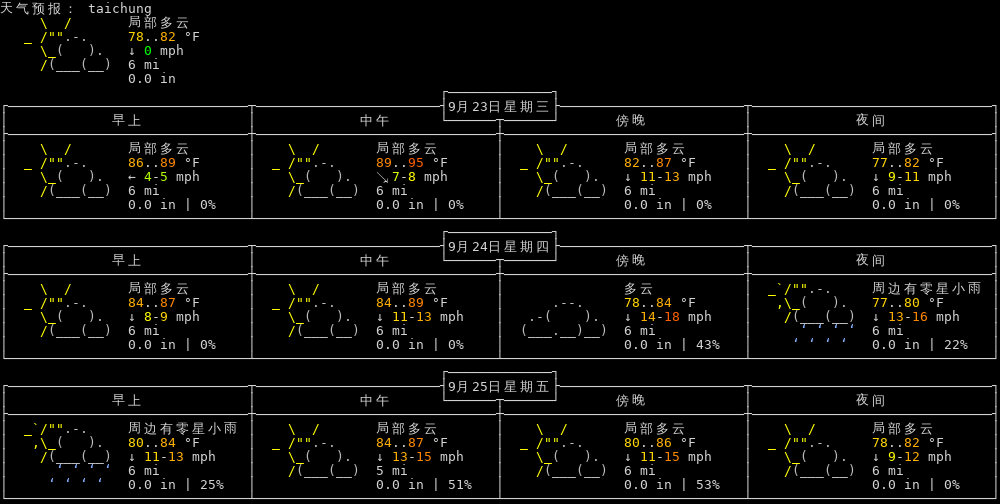 天气预报： taichung
局部多云
78..82 °F
↓ 0 mph
6 mi
0.0 in
9月23日星期三
早上 中午 傍晚 夜间
局部多云 局部多云 局部多云 局部多云
86..89 °F 89..95 °F 82..87 °F 77..82 °F
← 4-5 mph ↘ 7-8 mph ↓ 11-13 mph ↓ 9-11 mph
6 mi 6 mi 6 mi 6 mi
0.0 in | 0% 0.0 in | 0% 0.0 in | 0% 0.0 in | 0%
9月24日星期四
早上 中午 傍晚 夜间
局部多云 局部多云 多云 周边有零星小雨
84..87 °F 84..89 °F 78..84 °F 77..80 °F
↓ 8-9 mph ↓ 11-13 mph ↓ 14-18 mph ↓ 13-16 mph
6 mi 6 mi 6 mi 6 mi
0.0 in | 0% 0.0 in | 0% 0.0 in | 43% 0.0 in | 22%
9月25日星期五
早上 中午 傍晚 夜间
周边有零星小雨 局部多云 局部多云 局部多云
80..84 °F 84..87 °F 80..86 °F 78..82 °F
↓ 11-13 mph ↓ 13-15 mph ↓ 11-15 mph ↓ 9-12 mph
6 mi 5 mi 6 mi 6 mi
0.0 in | 25% 0.0 in | 51% 0.0 in | 53% 0.0 in | 0%